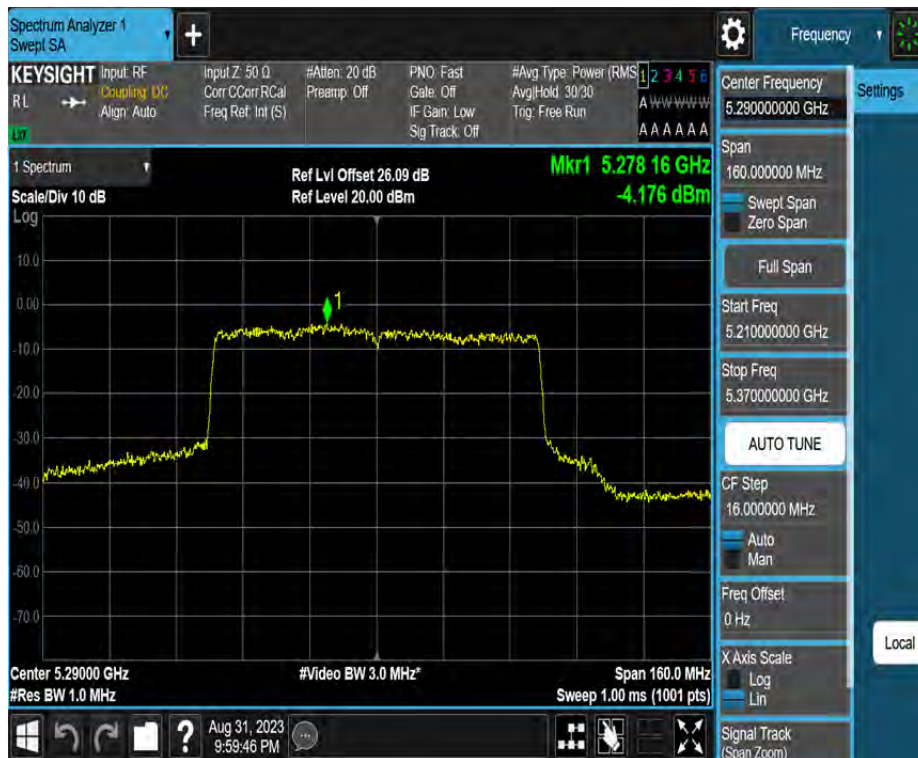 Spectrum Analyzer 1
Swept SA
+
Frequency
KEYSIGHT
RL
LXI
Input: RF
Coupling: DC
Align: Auto
Input Z: 50 Ω
Corr CCorr RCal
Freq Ref: Int (S)
#Atten: 20 dB
Preamp: Off
PNO: Fast
Gate: Off
IF Gain: Low
Sig Track: Off
#Avg Type: Power (RMS
Avg|Hold: 30/30
Trig: Free Run
1 2 3 4 5 6
A W W W W W
A A A A A A
1 Spectrum
Scale/Div 10 dB
Ref Lvl Offset 26.09 dB
Ref Level 20.00 dBm
Mkr1 5.278 16 GHz
-4.176 dBm
Log
10.0
0.00
-10.0
-20.0
-30.0
-40.0
-50.0
-60.0
-70.0
1
Center 5.29000 GHz
#Res BW 1.0 MHz
#Video BW 3.0 MHz*
Span 160.0 MHz
Sweep 1.00 ms (1001 pts)
?
Aug 31, 2023
9:59:46 PM
Center Frequency
5.290000000 GHz
Span
160.000000 MHz
Swept Span
Zero Span
Full Span
Start Freq
5.210000000 GHz
Stop Freq
5.370000000 GHz
AUTO TUNE
CF Step
16.000000 MHz
Auto
Man
Freq Offset
0 Hz
X Axis Scale
Log
Lin
Signal Track
(Span Zoom)
Settings
Local